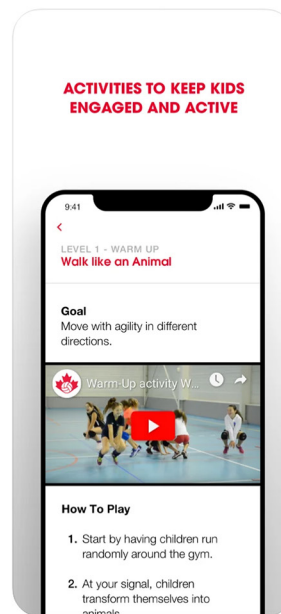 ACTIVITIES TO KEEP KIDS
ENGAGED AND ACTIVE
9:41
LEVEL 1 - WARM UP
Walk like an Animal
Goal
Move with agility in different
directions.
Warm-Up activity W...
How To Play
1. Start by having children run
randomly around the gym.
2. At your signal, children
transform themselves into
animals